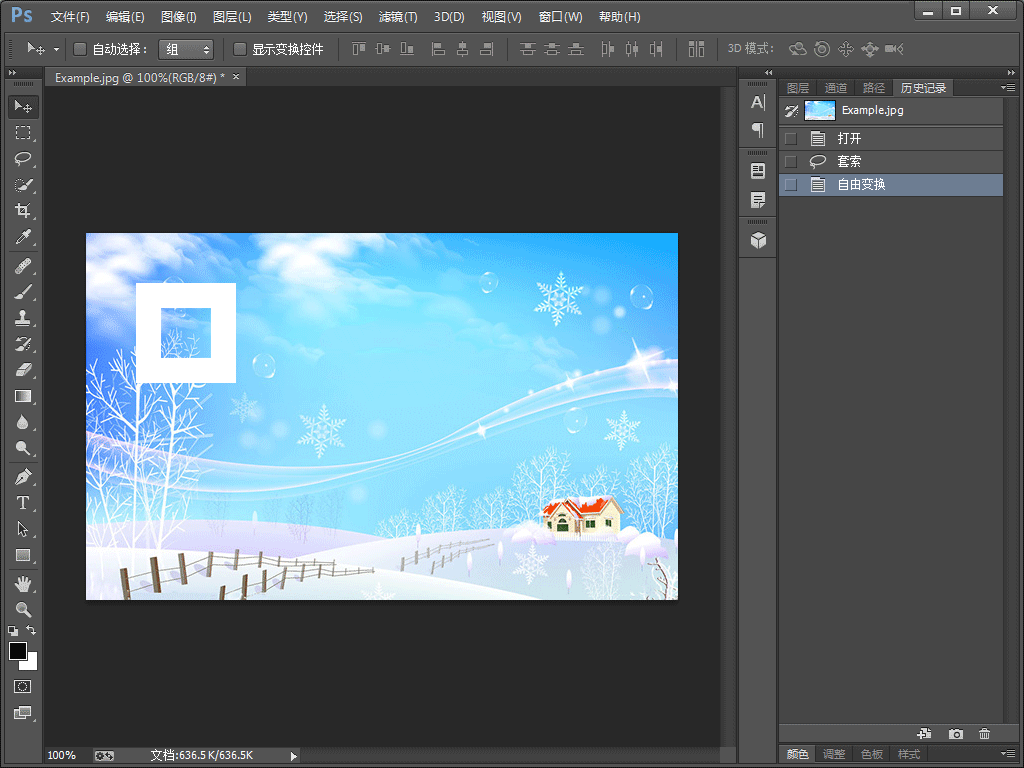 Ps 文件(F) 编辑(E) 图像(I) 图层(L) 类型(Y) 选择(S) 滤镜(T) 3D(D) 视图(V) 窗口(W) 帮助(H)
自动选择： 组 显示变换控件 3D 模式：
Example.jpg @ 100%(RGB/8#) * ×
图层 通道 路径 历史记录
Example.jpg
打开
套索
自由变换
100% 文档:636.5K/636.5K
颜色 调整 色板 样式